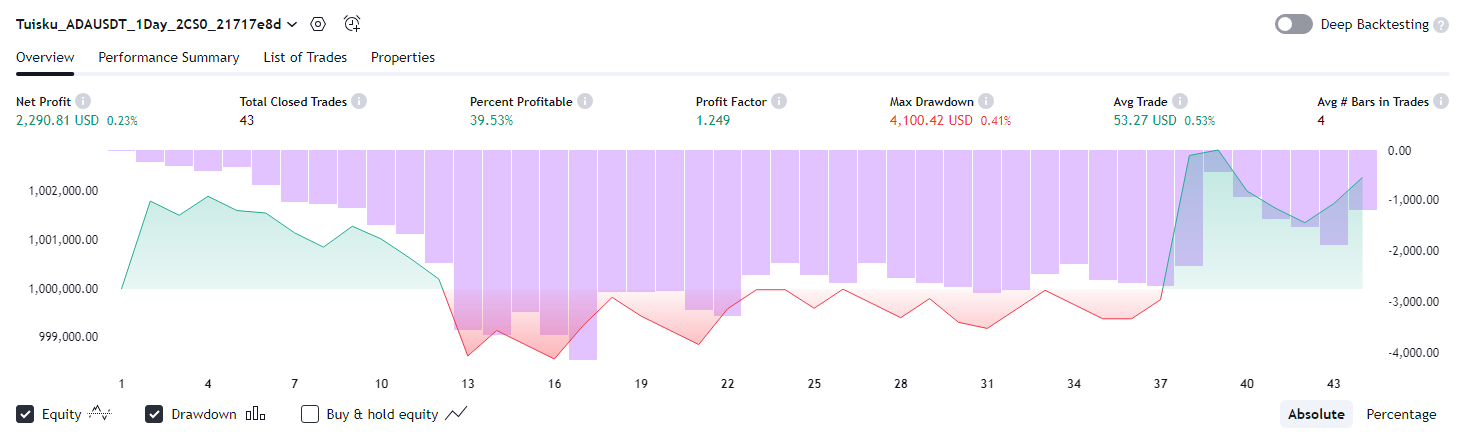 Tuisku_ADAUSDT_1Day_2CS0_21717e8d
Deep Backtesting ?
Overview Performance Summary List of Trades Properties
Net Profit Total Closed Trades Percent Profitable Profit Factor Max Drawdown Avg Trade Avg # Bars in Trades
2,290.81 USD 0.23% 43 39.53% 1.249 4,100.42 USD 0.41% 53.27 USD 0.53% 4
0.00
1,002,000.00 -1,000.00
1,001,000.00 -2,000.00
1,000,000.00 -3,000.00
999,000.00 -4,000.00
1 4 7 10 13 16 19 22 25 28 31 34 37 40 43
Equity Drawdown Buy & hold equity Absolute Percentage